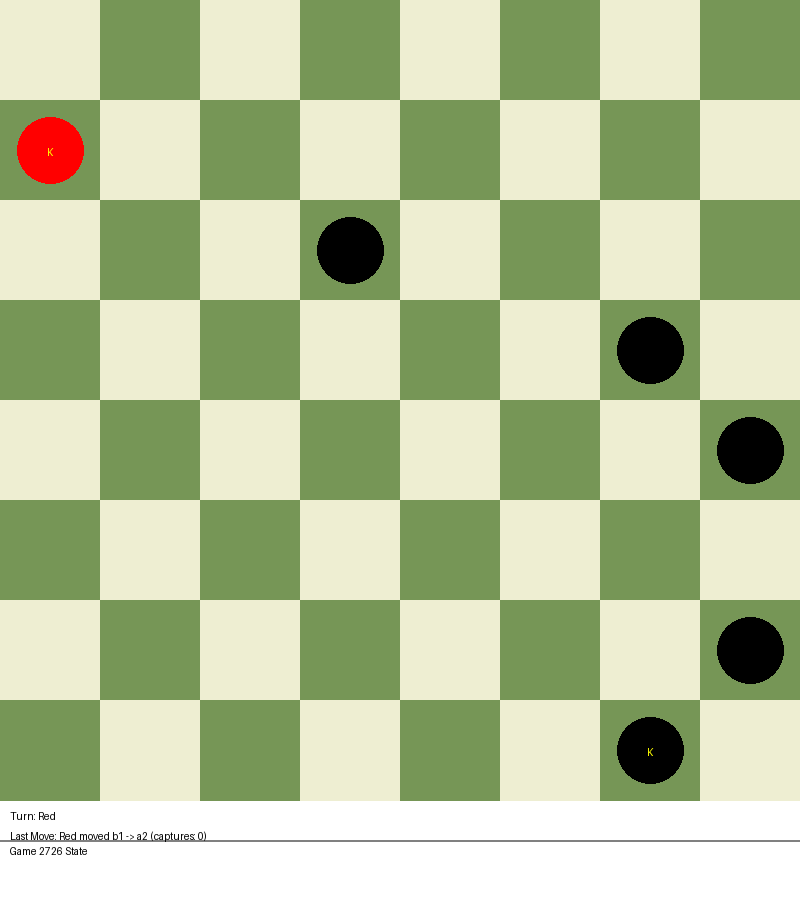 K
K
Turn: Red
Last Move: Red moved b1 -> a2 (captures: 0)
Game 2726 State